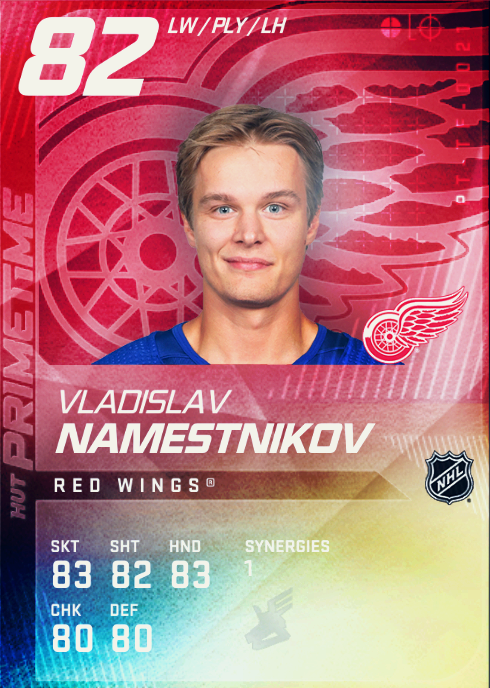 82
LW / PLY / LH
HUT PRIMETIME
VLADISLAV
NAMESTNIKOV
RED WINGS®
NHL
SKT SHT HND SYNERGIES
83 82 83 1
CHK DEF
80 80